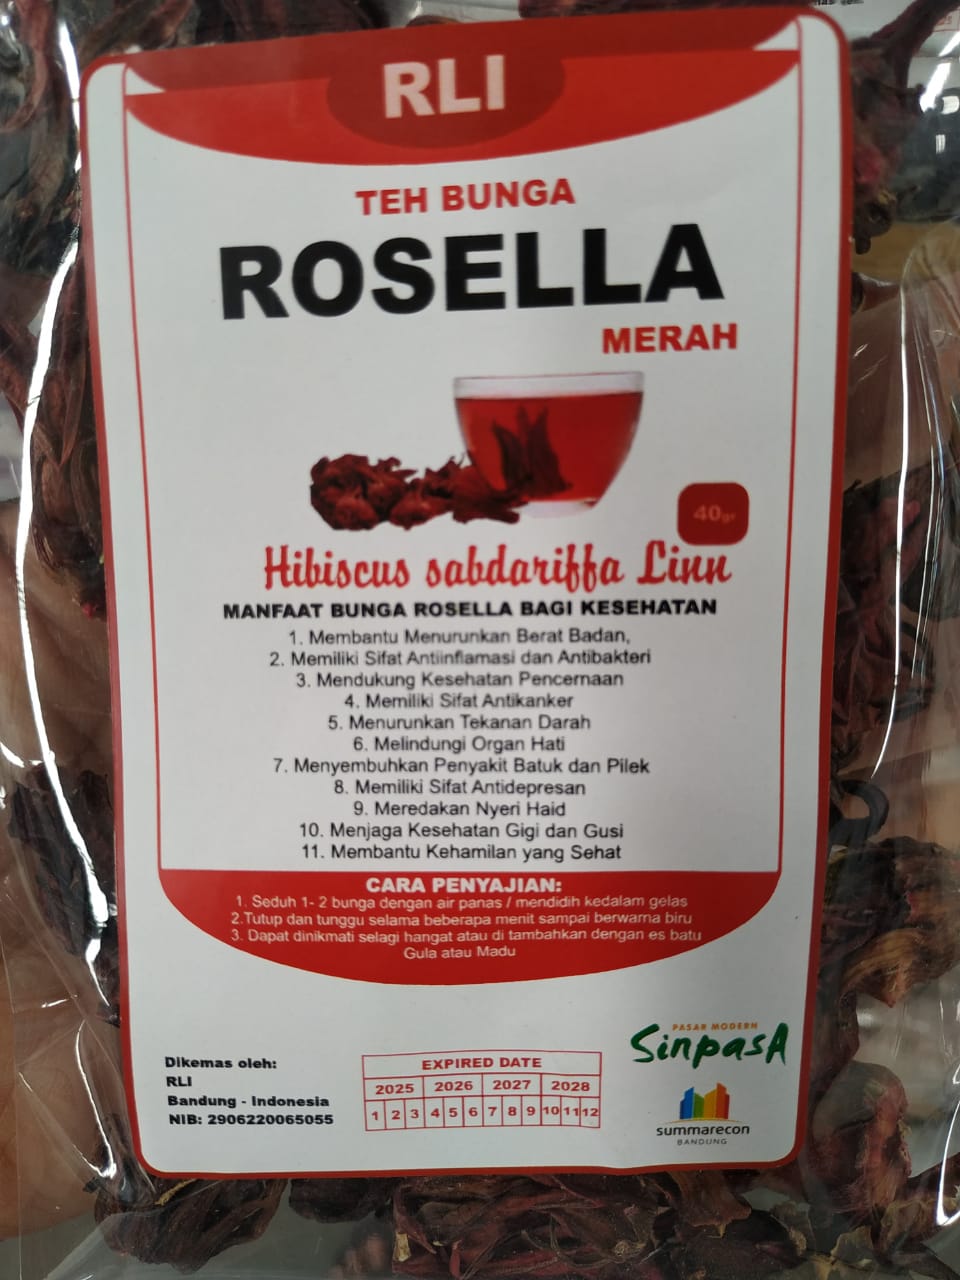 RLI
TEH BUNGA
ROSELLA
MERAH
40gr
Hibiscus sabdariffa Linn
MANFAAT BUNGA ROSELLA BAGI KESEHATAN
1. Membantu Menurunkan Berat Badan,
2. Memiliki Sifat Antiinflamasi dan Antibakteri
3. Mendukung Kesehatan Pencernaan
4. Memiliki Sifat Antikanker
5. Menurunkan Tekanan Darah
6. Melindungi Organ Hati
7. Menyembuhkan Penyakit Batuk dan Pilek
8. Memiliki Sifat Antidepresan
9. Meredakan Nyeri Haid
10. Menjaga Kesehatan Gigi dan Gusi
11. Membantu Kehamilan yang Sehat
CARA PENYAJIAN:
1. Seduh 1- 2 bunga dengan air panas / mendidih kedalam gelas
2.Tutup dan tunggu selama beberapa menit sampai berwarna biru
3. Dapat dinikmati selagi hangat atau di tambahkan dengan es batu
Gula atau Madu
Dikemas oleh:
RLI
Bandung - Indonesia
NIB: 2906220065055
EXPIRED DATE
2025 2026 2027 2028
1 2 3 4 5 6 7 8 9 10 11 12
PASAR MODERN
SinpasA
summarecon
BANDUNG